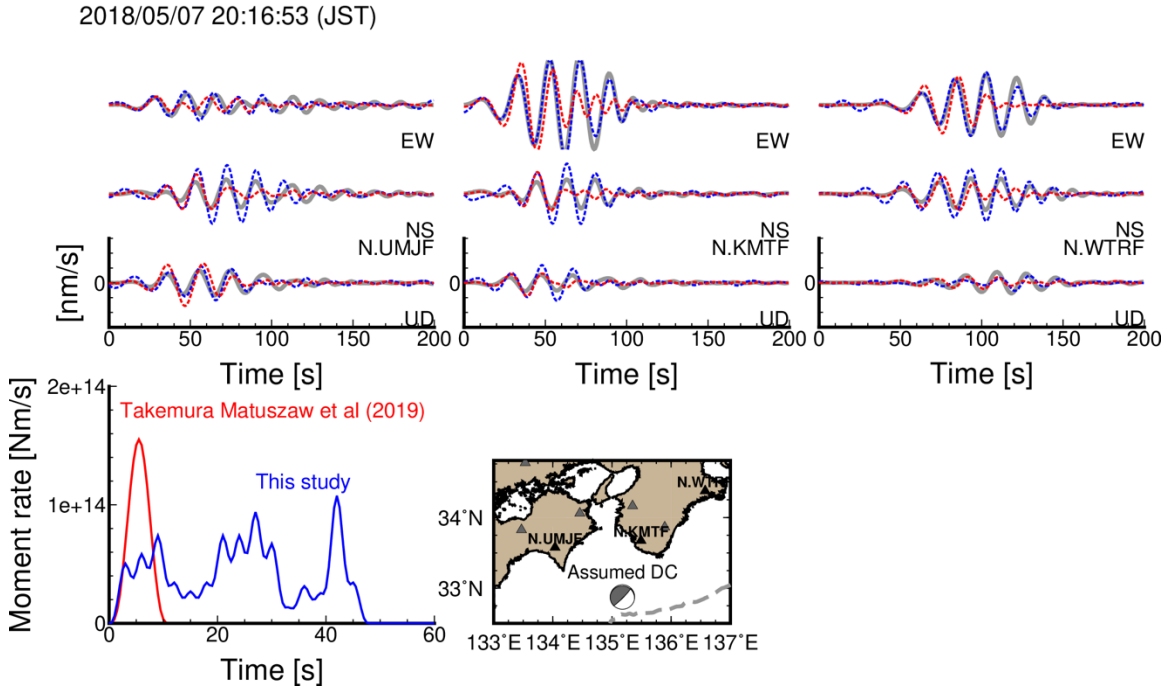 2018/05/07 20:16:53 (JST)
EW
EW
EW
NS
NS
NS
N.UMJF
N.KMTF
N.WTRF
[nm/s]
0
0
0
UD
UD
UD
0 50 100 150 200
0 50 100 150 200
0 50 100 150 200
Time [s]
Time [s]
Time [s]
Moment rate [Nm/s]
2e+14
Takemura Matuszaw et al (2019)
This study
1e+14
0
0 20 40 60
Time [s]
N.WTRF
34°N
N.UMJF
N.KMTF
Assumed DC
33°N
133°E 134°E 135°E 136°E 137°E